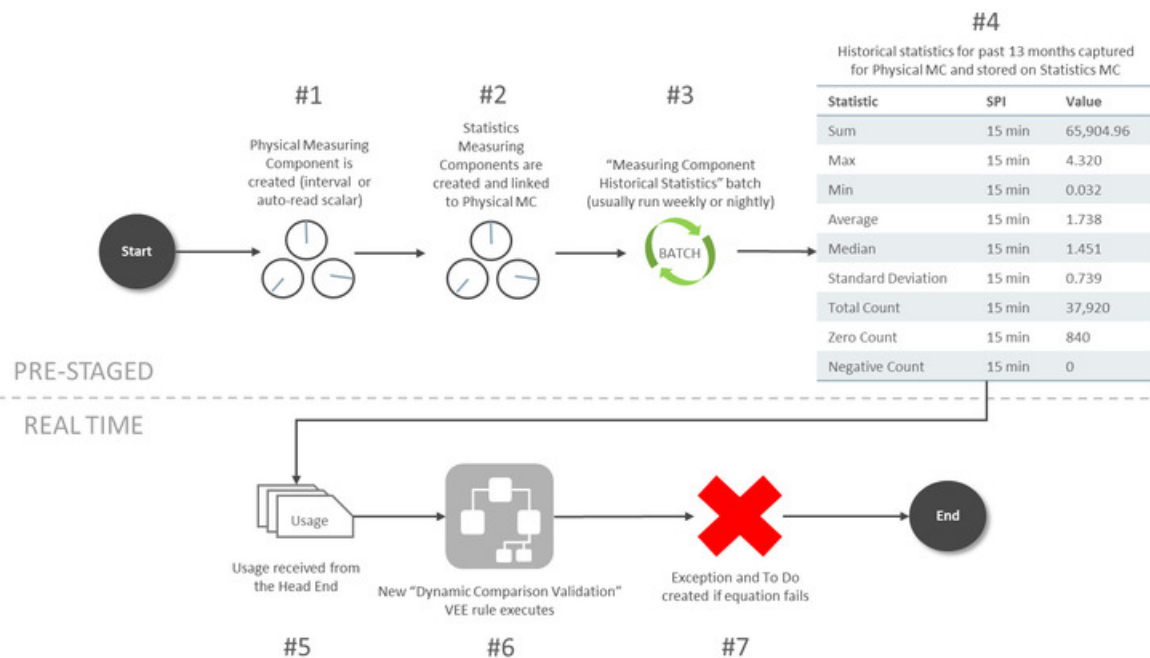 #4
Historical statistics for past 13 months captured
for Physical MC and stored on Statistics MC
#1
Physical Measuring
Component is
created (interval or
auto-read scalar)
#2
Statistics
Measuring
Components are
created and linked
to Physical MC
#3
“Measuring Component
Historical Statistics” batch
(usually run weekly or nightly)
Start
BATCH
Statistic SPI Value
Sum 15 min 65,904.96
Max 15 min 4.320
Min 15 min 0.032
Average 15 min 1.738
Median 15 min 1.451
Standard Deviation 15 min 0.739
Total Count 15 min 37,920
Zero Count 15 min 840
Negative Count 15 min 0
PRE-STAGED
REAL TIME
Usage
End
Usage received from
the Head End
New “Dynamic Comparison Validation”
VEE rule executes
Exception and To Do
created if equation fails
#5
#6
#7